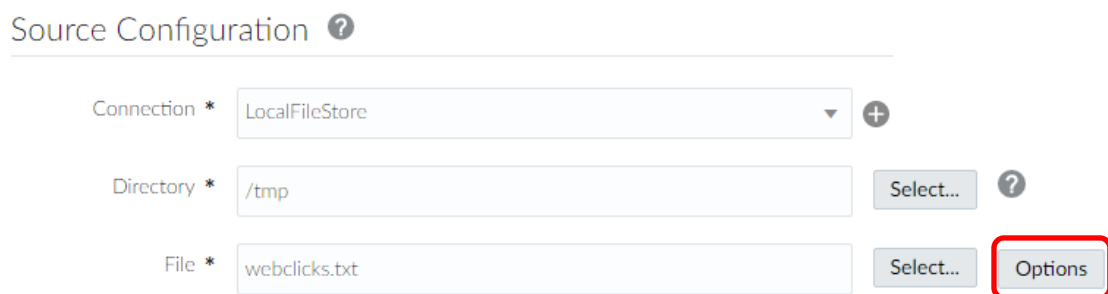 Source Configuration ?
Connection * LocalFileStore +
Directory * /tmp Select... ?
File * webclicks.txt Select... Options